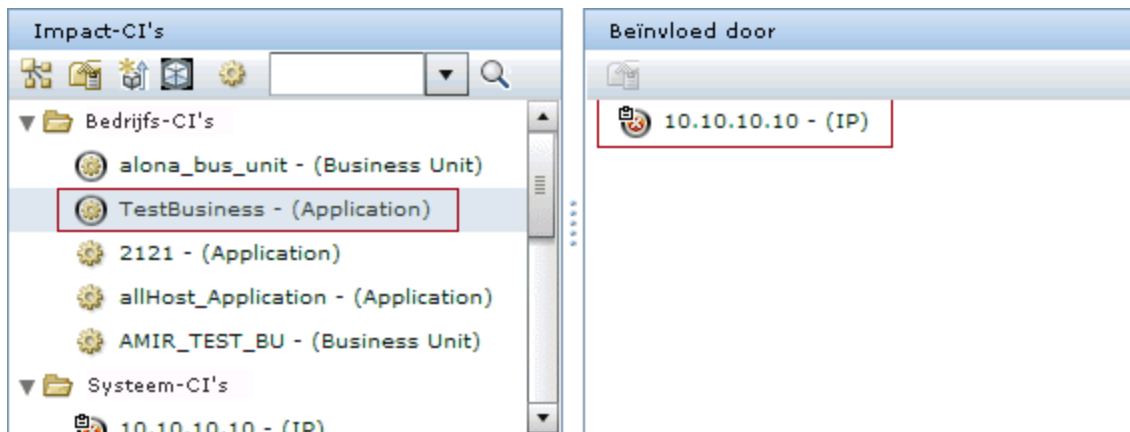 Impact-CI's
Bedrijfs-CI's
alona_bus_unit - (Business Unit)
TestBusiness - (Application)
2121 - (Application)
allHost_Application - (Application)
AMIR_TEST_BU - (Business Unit)
Systeem-CI's
10.10.10.10 - (IP)
Beïnvloed door
10.10.10.10 - (IP)